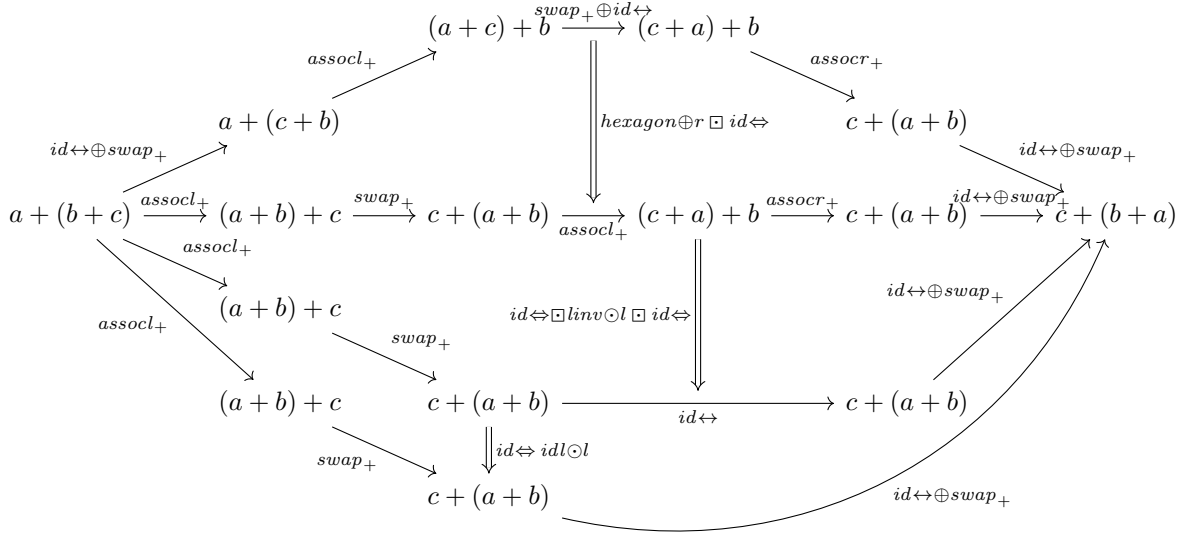 swap₊⊕id↔
(a + c) + b (c + a) + b
assocl₊ assocr₊
a + (c + b) hexagon⊕r ⊡ id⇔ c + (a + b)
id↔⊕swap₊ id↔⊕swap₊
assocl₊ swap₊ assocr₊ id↔⊕swap₊
a + (b + c) (a + b) + c c + (a + b) (c + a) + b c + (a + b) c + (b + a)
assocl₊
assocl₊
(a + b) + c id⇔⊡linv⊙l ⊡ id⇔ id↔⊕swap₊
assocl₊
swap₊
(a + b) + c c + (a + b) c + (a + b)
id↔
swap₊ id⇔ idl⊙l
c + (a + b) id↔⊕swap₊